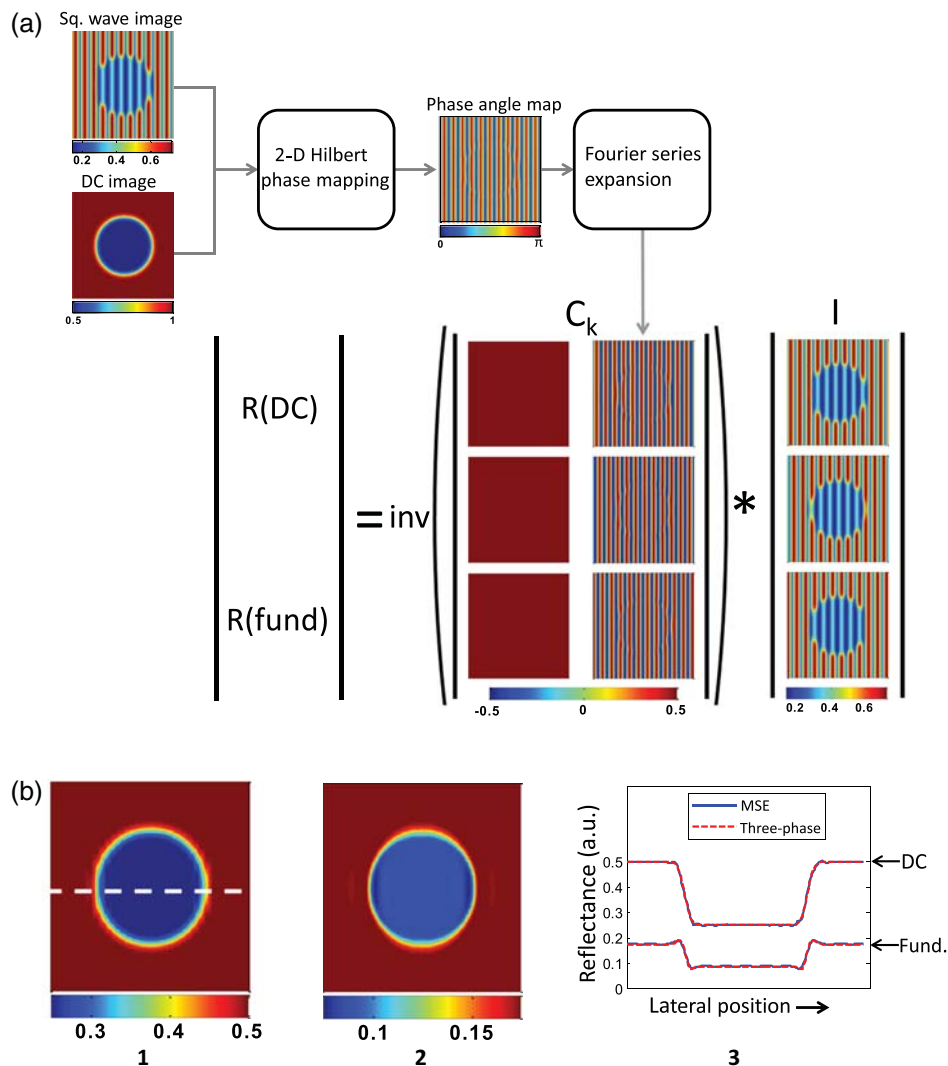 (a)
Sq. wave image
0.2 0.4 0.6
DC image
0.5 1
2-D Hilbert
phase mapping
Phase angle map
0 π
Fourier series
expansion
C_k
I
R(DC)
R(fund)
= inv
*
-0.5 0 0.5
0.2 0.4 0.6
(b)
0.3 0.4 0.5
1
0.1 0.15
2
MSE
Three-phase
Reflectance (a.u.)
0.5
0.3
0.2
0.1
0
DC
Fund.
Lateral position →
3